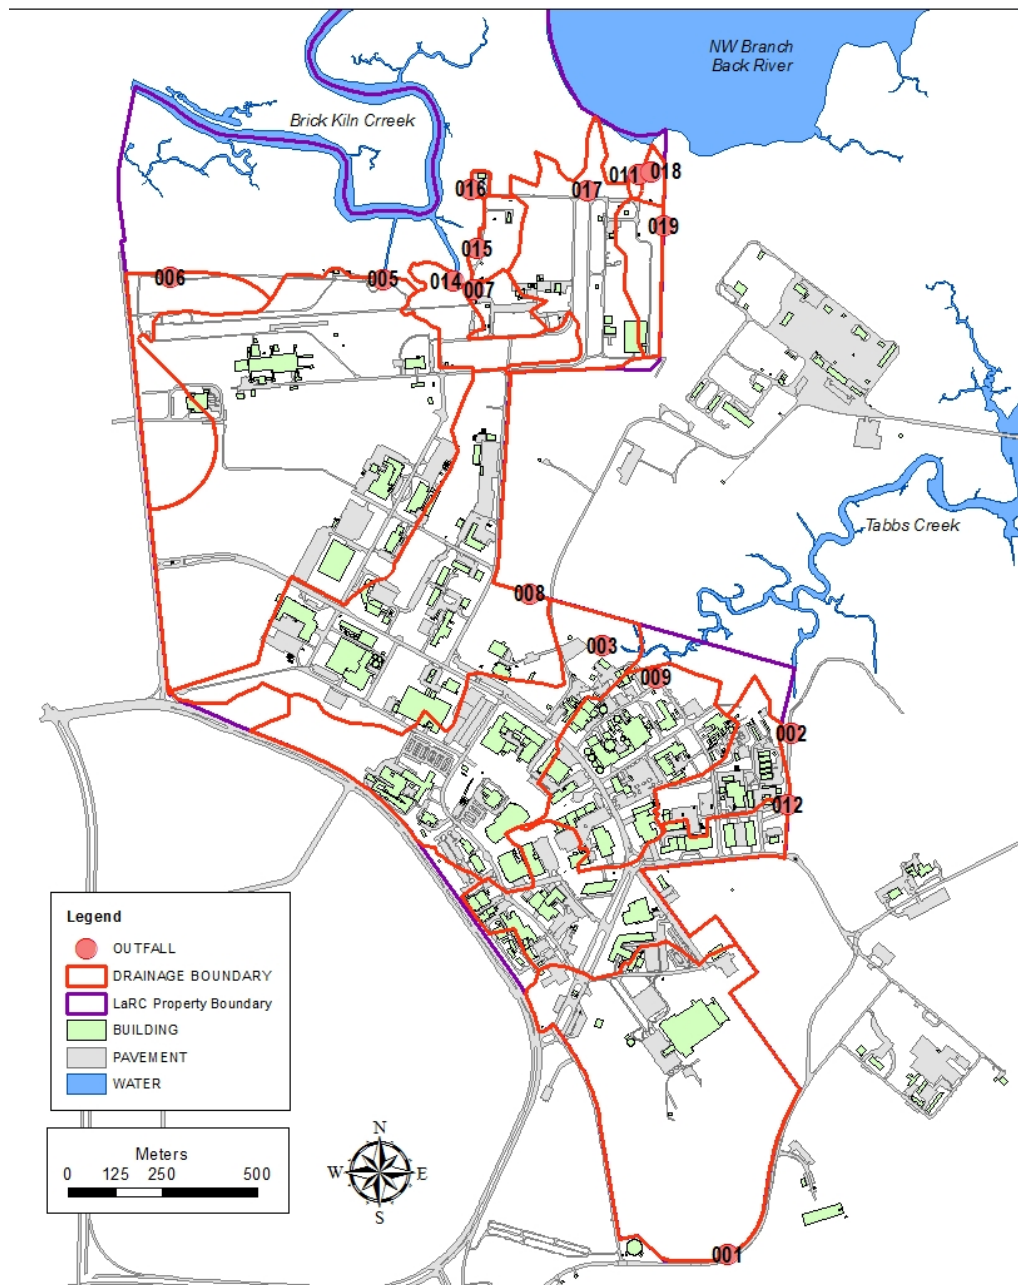 NW Branch
Back River
Brick Kiln Crreek
011
018
016
017
019
015
006
005
014
007
Tabbs Creek
008
003
009
002
012
Legend
OUTFALL
DRAINAGE BOUNDARY
LaRC Property Boundary
BUILDING
PAVEMENT
WATER
Meters
0 125 250 500
N
W E
S
001